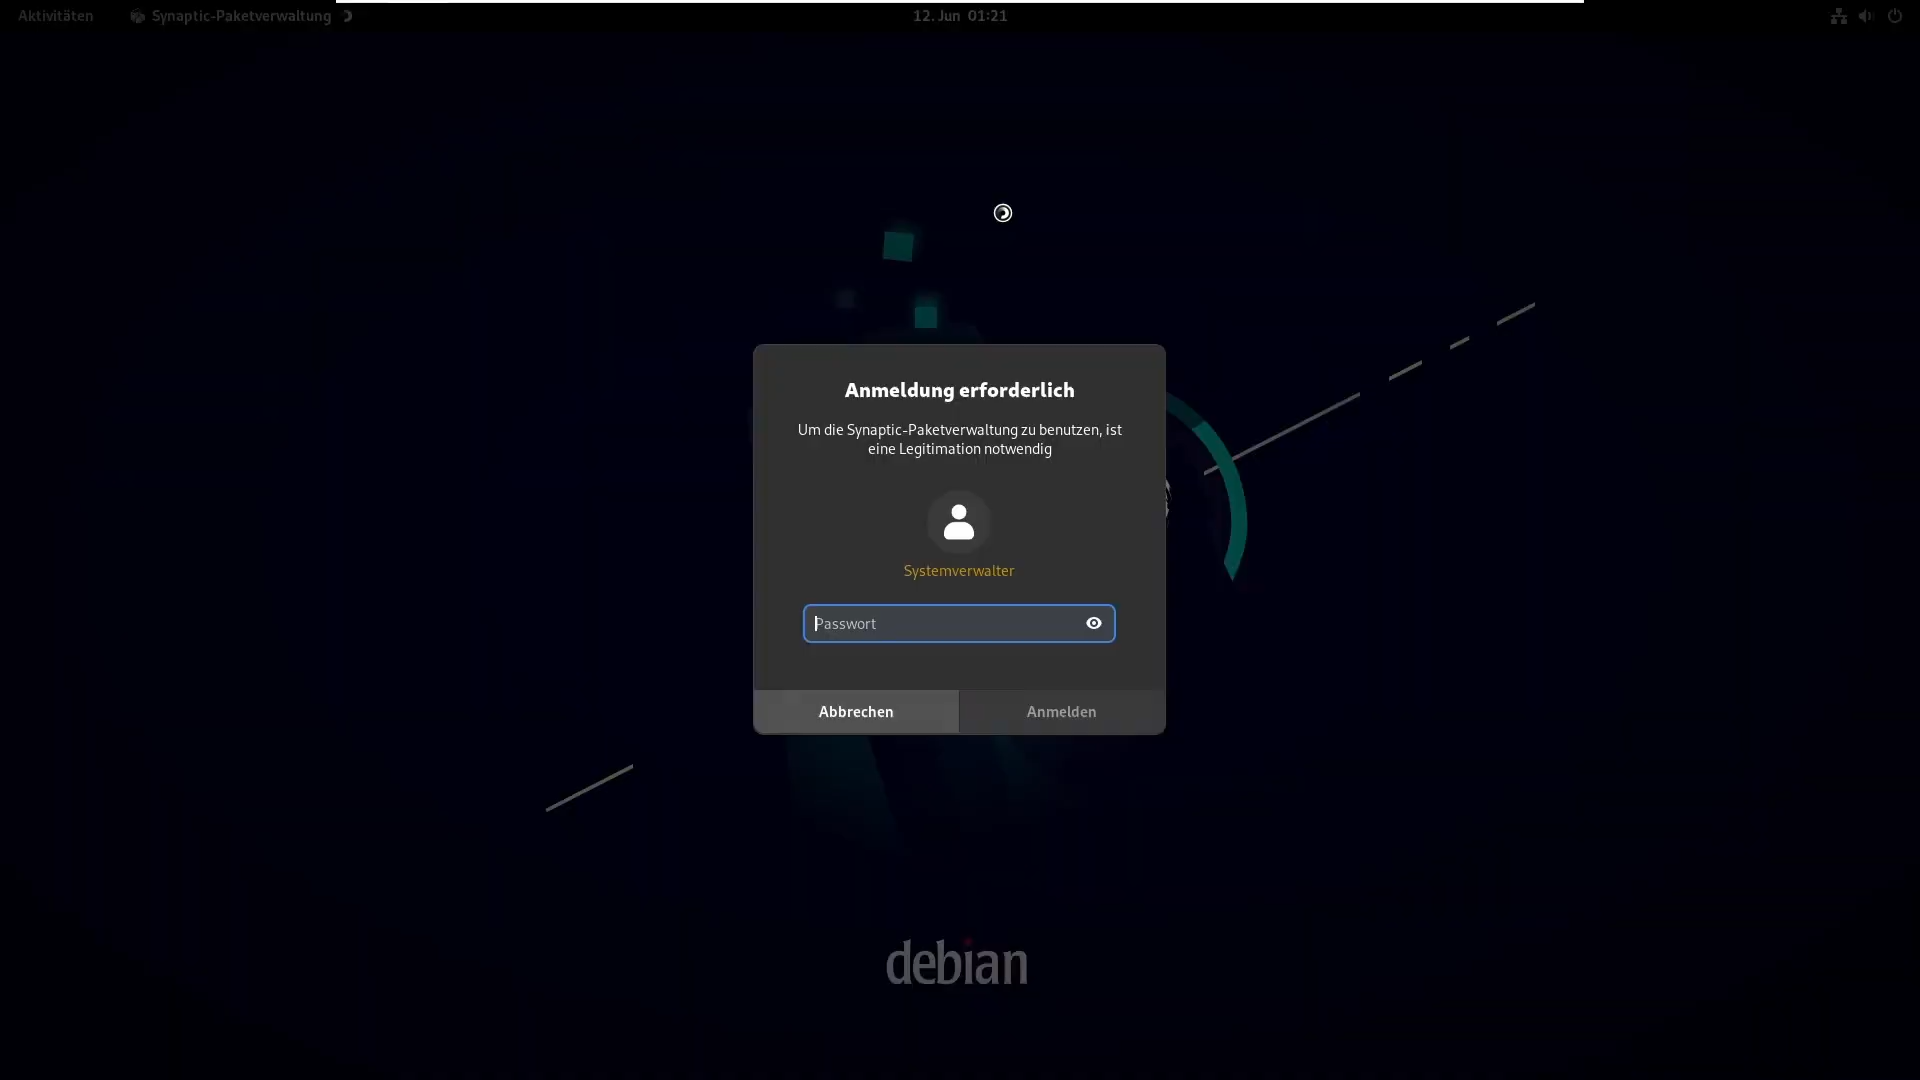 Aktivitäten Synaptic-Paketverwaltung 12. Jun 01:21
Anmeldung erforderlich
Um die Synaptic-Paketverwaltung zu benutzen, ist
eine Legitimation notwendig
Systemverwalter
Passwort
Abbrechen Anmelden
debian